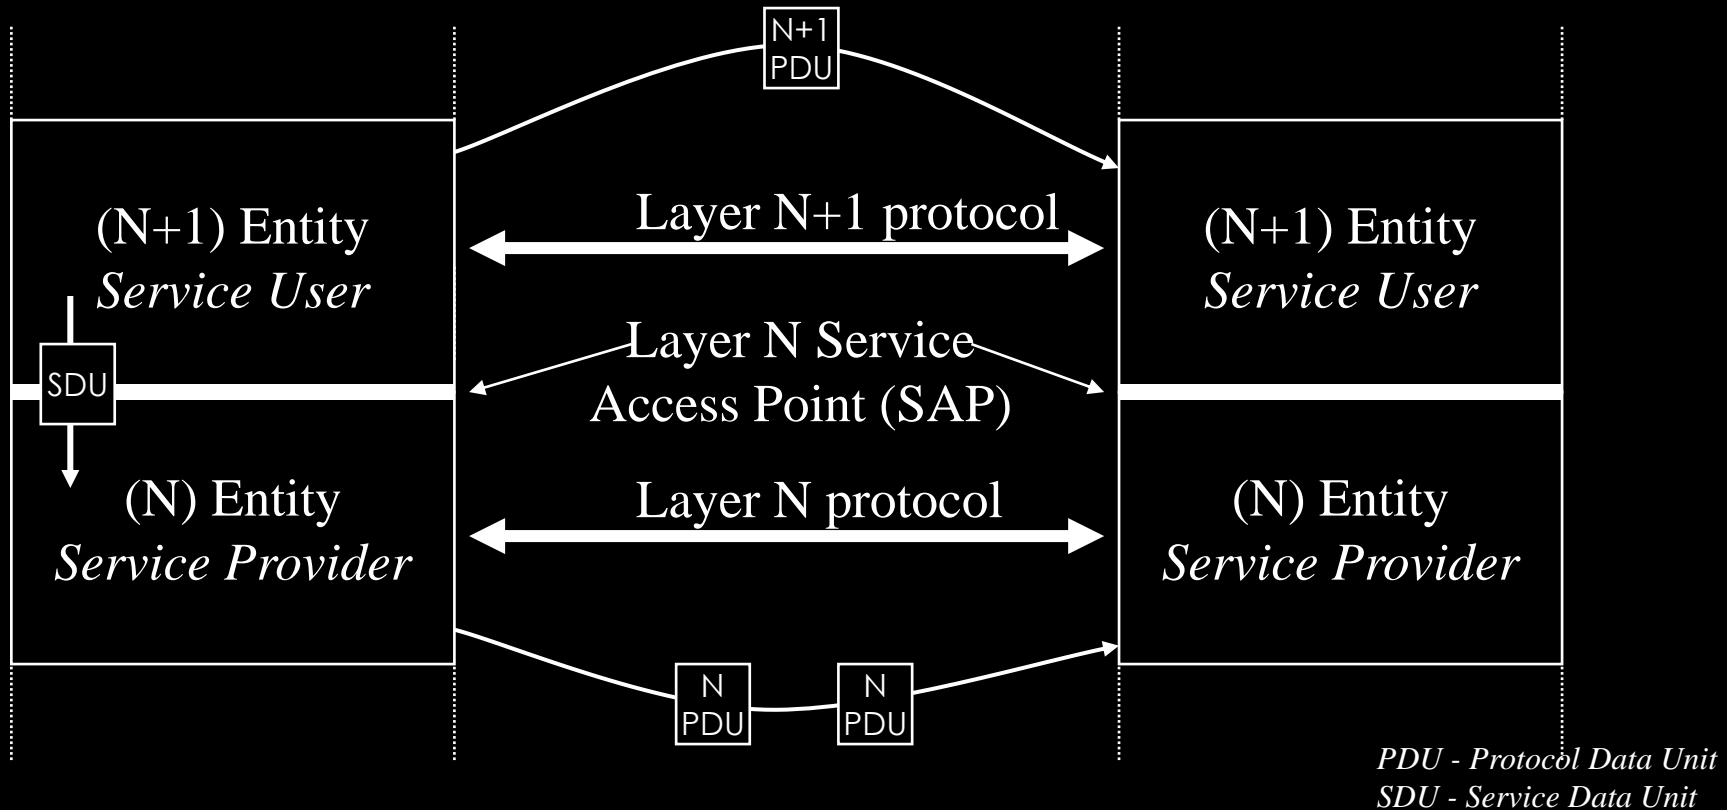 N+1
PDU
Layer N+1 protocol
(N+1) Entity
Service User
(N+1) Entity
Service User
Layer N Service
Access Point (SAP)
SDU
Layer N protocol
(N) Entity
Service Provider
(N) Entity
Service Provider
N
PDU
N
PDU
PDU - Protocol Data Unit
SDU - Service Data Unit